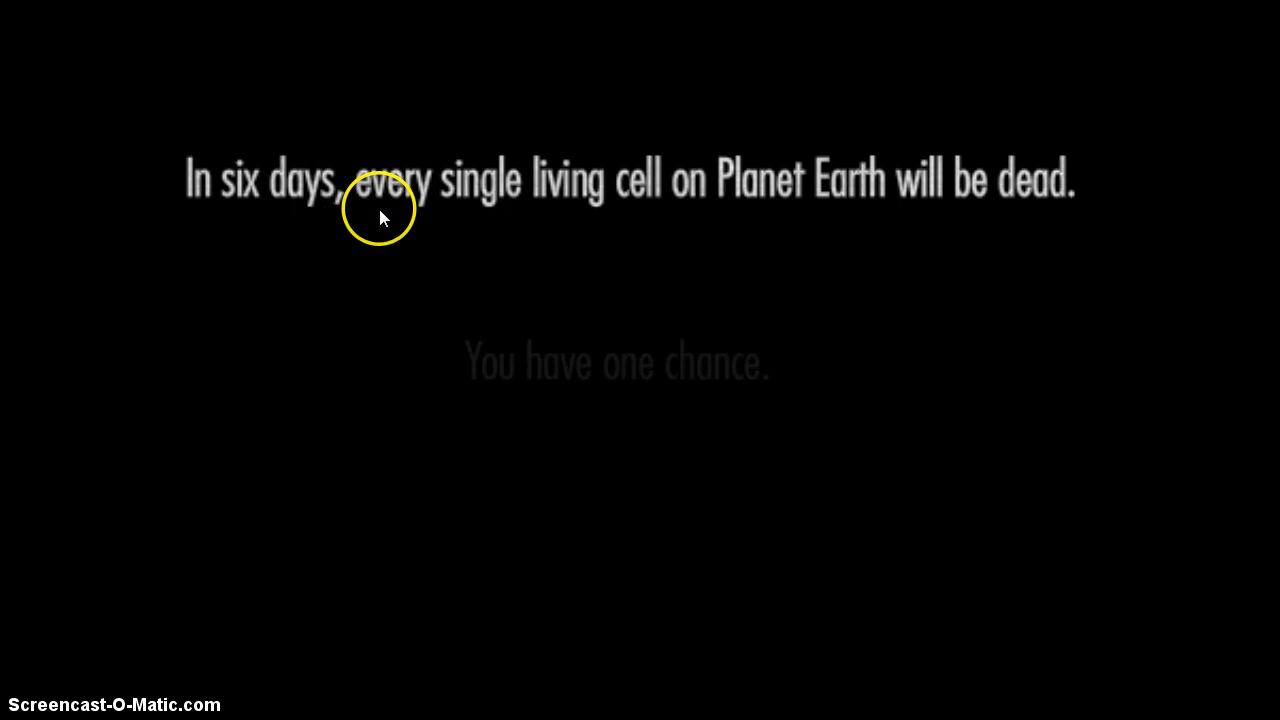 In six days, every single living cell on Planet Earth will be dead.
You have one chance.
Screencast-O-Matic.com